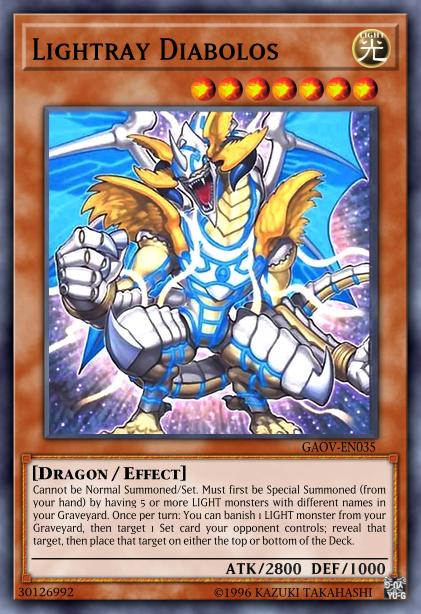 Lightray Diabolos
LIGHT
光
GAOV-EN035
[Dragon / Effect]
Cannot be Normal Summoned/Set. Must first be Special Summoned (from
your hand) by having 5 or more LIGHT monsters with different names in
your Graveyard. Once per turn: You can banish 1 LIGHT monster from your
Graveyard, then target 1 Set card your opponent controls; reveal that
target, then place that target on either the top or bottom of the Deck.
ATK/2800 DEF/1000
30126992
©1996 KAZUKI TAKAHASHI